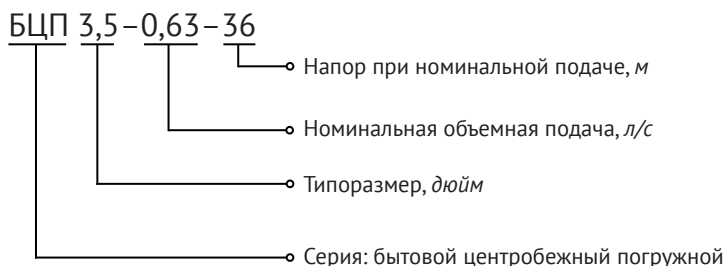 БЦП 3,5–0,63–36
Напор при номинальной подаче, м
Номинальная объемная подача, л/с
Типоразмер, дюйм
Серия: бытовой центробежный погружной